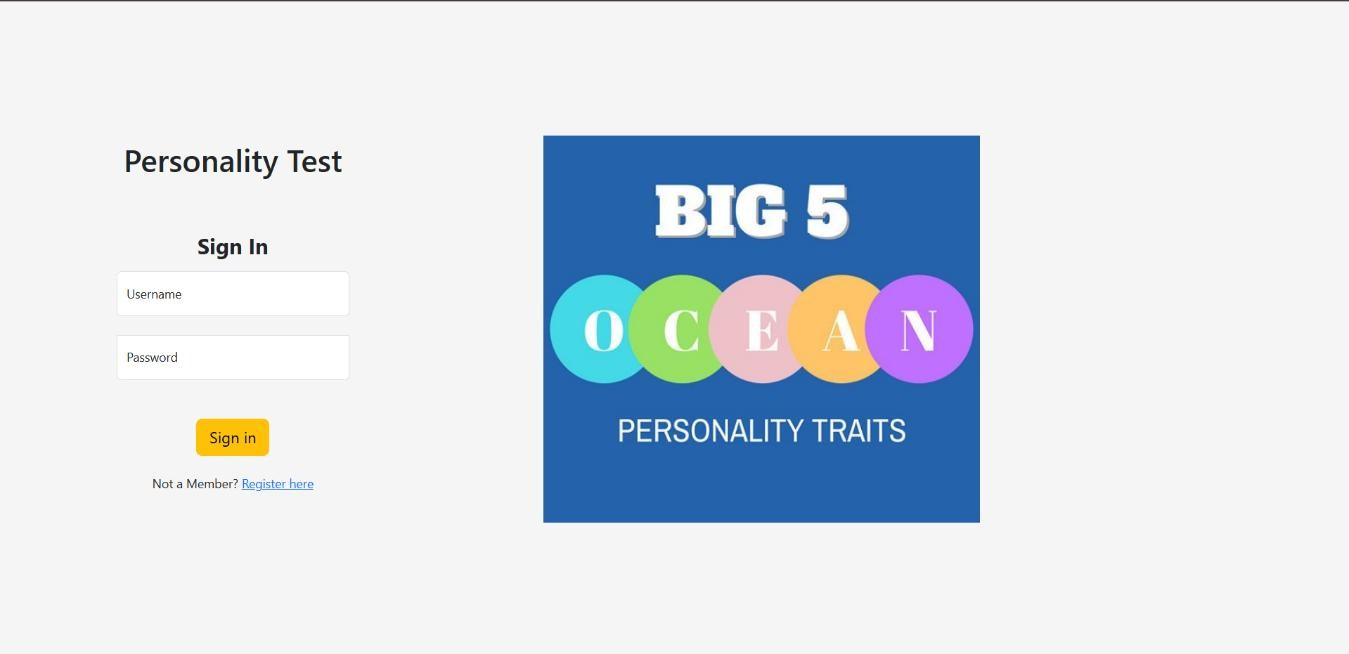 Personality Test
Sign In
Username
Password
Sign in
Not a Member? Register here
BIG 5
O C E A N
PERSONALITY TRAITS